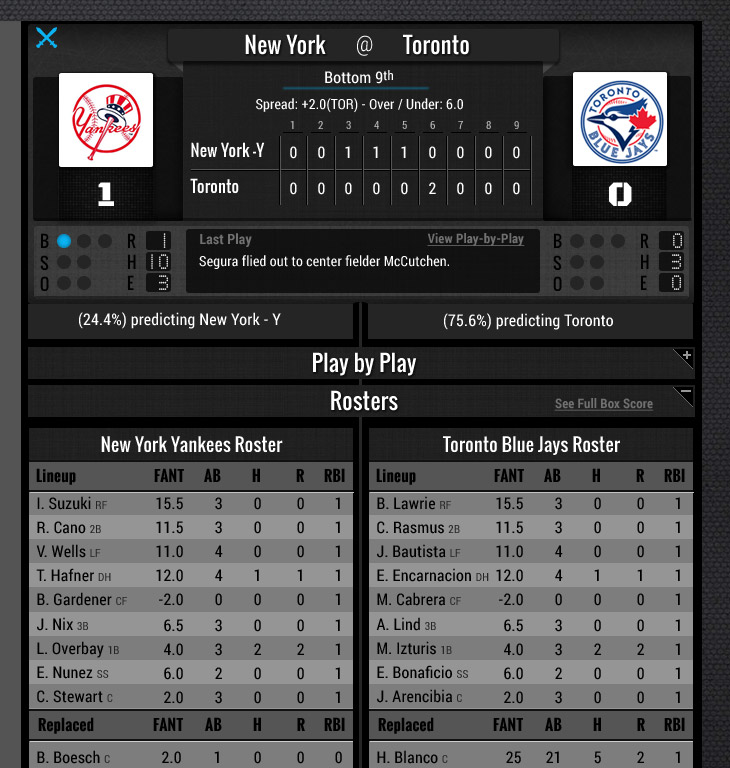 New York @ Toronto
Bottom 9th
Spread: +2.0(TOR) - Over / Under: 6.0
Yankees
TORONTO
BLUE JAYS
1 2 3 4 5 6 7 8 9
New York -Y 0 0 1 1 1 0 0 0 0
Toronto 0 0 0 0 0 2 0 0 0
1
0
B R 1
S H 10
O E 3
Last Play View Play-by-Play
Segura flied out to center fielder McCutchen.
B R 0
S H 3
O E 0
(24.4%) predicting New York - Y
(75.6%) predicting Toronto
Play by Play +
Rosters See Full Box Score −
New York Yankees Roster
Lineup FANT AB H R RBI
I. Suzuki RF 15.5 3 0 0 1
R. Cano 2B 11.5 3 0 0 1
V. Wells LF 11.0 4 0 0 1
T. Hafner DH 12.0 4 1 1 1
B. Gardener CF -2.0 0 0 0 1
J. Nix 3B 6.5 3 0 0 1
L. Overbay 1B 4.0 3 2 2 1
E. Nunez SS 6.0 2 0 0 1
C. Stewart C 2.0 3 0 0 1
Replaced FANT AB H R RBI
B. Boesch C 2.0 1 0 0 0
Toronto Blue Jays Roster
Lineup FANT AB H R RBI
B. Lawrie RF 15.5 3 0 0 1
C. Rasmus 2B 11.5 3 0 0 1
J. Bautista LF 11.0 4 0 0 1
E. Encarnacion DH 12.0 4 1 1 1
M. Cabrera CF -2.0 0 0 0 1
A. Lind 3B 6.5 3 0 0 1
M. Izturis 1B 4.0 3 2 2 1
E. Bonaficio SS 6.0 2 0 0 1
J. Arencibia C 2.0 3 0 0 1
Replaced FANT AB H R RBI
H. Blanco C 25 21 5 2 1